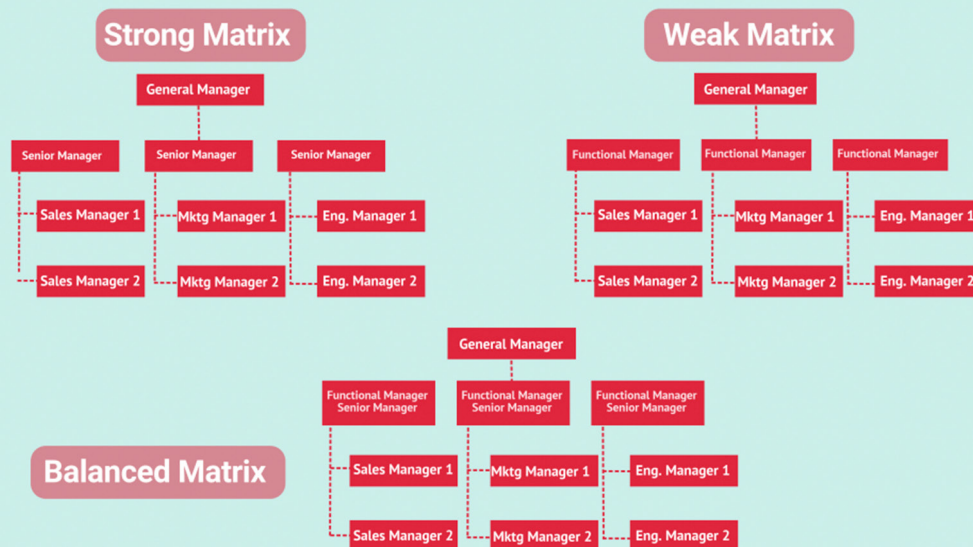 Strong Matrix
General Manager
Senior Manager
Senior Manager
Senior Manager
Sales Manager 1
Mktg Manager 1
Eng. Manager 1
Sales Manager 2
Mktg Manager 2
Eng. Manager 2
Weak Matrix
General Manager
Functional Manager
Functional Manager
Functional Manager
Sales Manager 1
Mktg Manager 1
Eng. Manager 1
Sales Manager 2
Mktg Manager 2
Eng. Manager 2
Balanced Matrix
General Manager
Functional Manager
Senior Manager
Functional Manager
Senior Manager
Functional Manager
Senior Manager
Sales Manager 1
Mktg Manager 1
Eng. Manager 1
Sales Manager 2
Mktg Manager 2
Eng. Manager 2